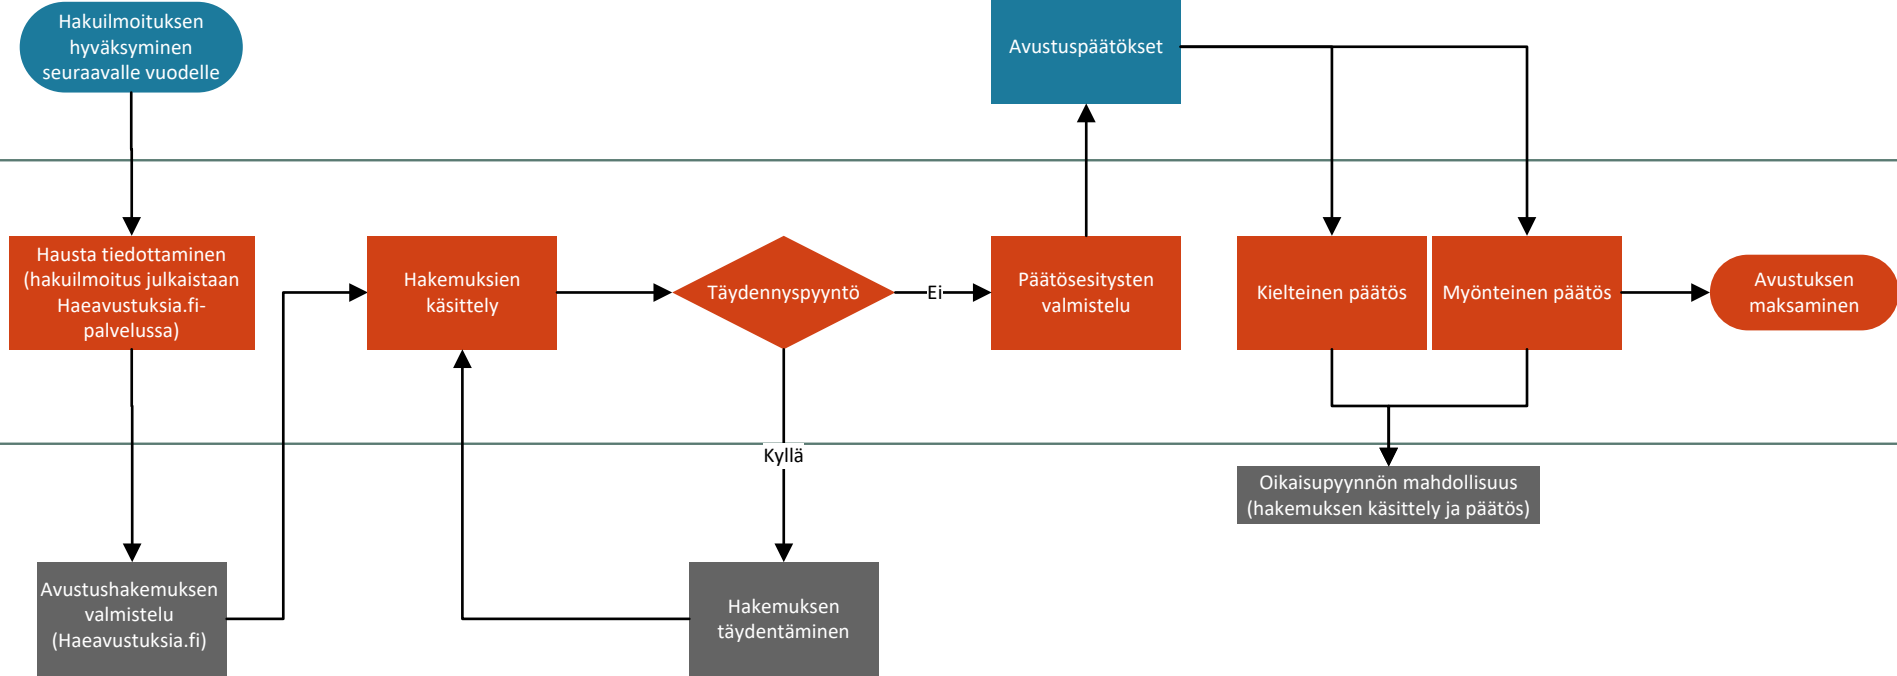 Hakuilmoituksen
hyväksyminen
seuraavalle vuodelle
Avustuspäätökset
Hausta tiedottaminen
(hakuilmoitus julkaistaan
Haeavustuksia.fi-
palvelussa)
Hakemuksien
käsittely
Täydennyspyyntö
Ei
Päätösesitysten
valmistelu
Kielteinen päätös
Myönteinen päätös
Avustuksen
maksaminen
Kyllä
Oikaisupyynnön mahdollisuus
(hakemuksen käsittely ja päätös)
Avustushakemuksen
valmistelu
(Haeavustuksia.fi)
Hakemuksen
täydentäminen